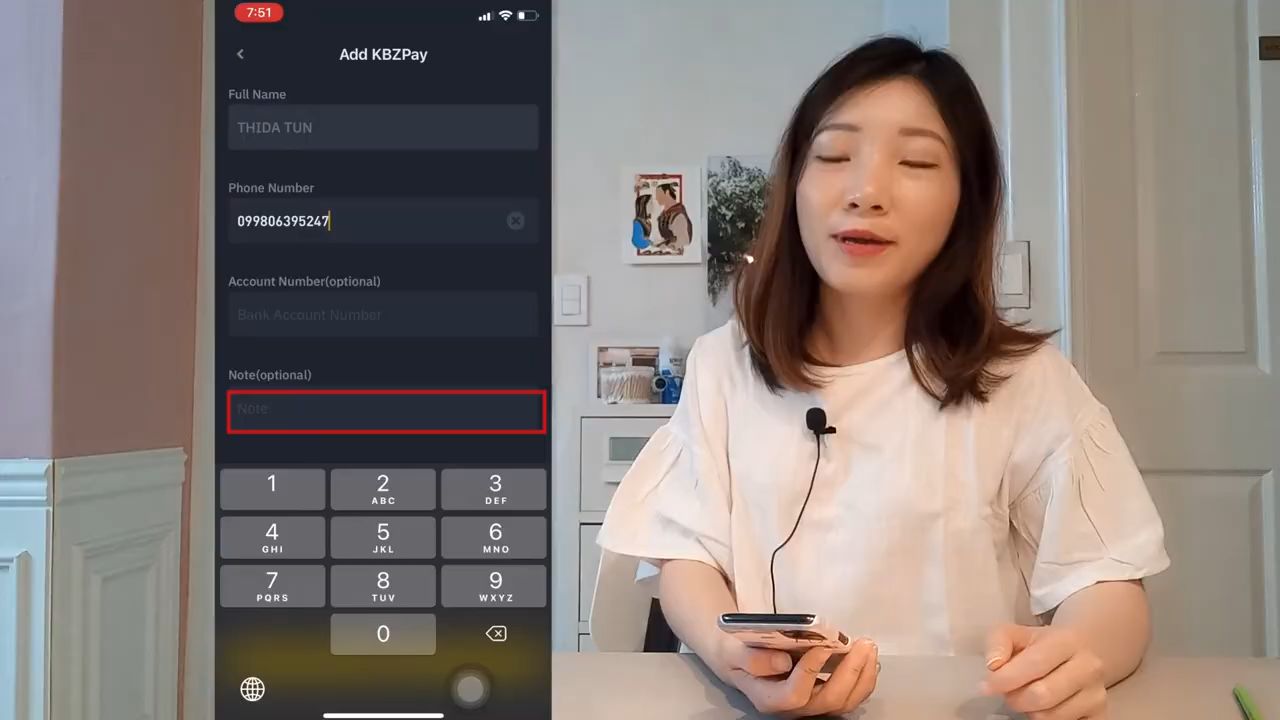 7:51
Add KBZPay
Full Name
THIDA TUN
Phone Number
099806395247
Account Number(optional)
Bank Account Number
Note(optional)
Note
1
2
ABC
3
DEF
4
GHI
5
JKL
6
MNO
7
PQRS
8
TUV
9
WXYZ
0